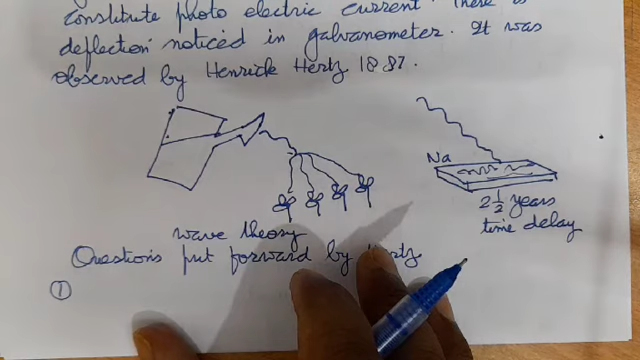 constitute photo electric current. There is
deflection noticed in galvanometer. It was
observed by Henrick Hertz 1887.
Na
2 1/2 years
time delay
wave theory
Questions put forward by Hertz
①